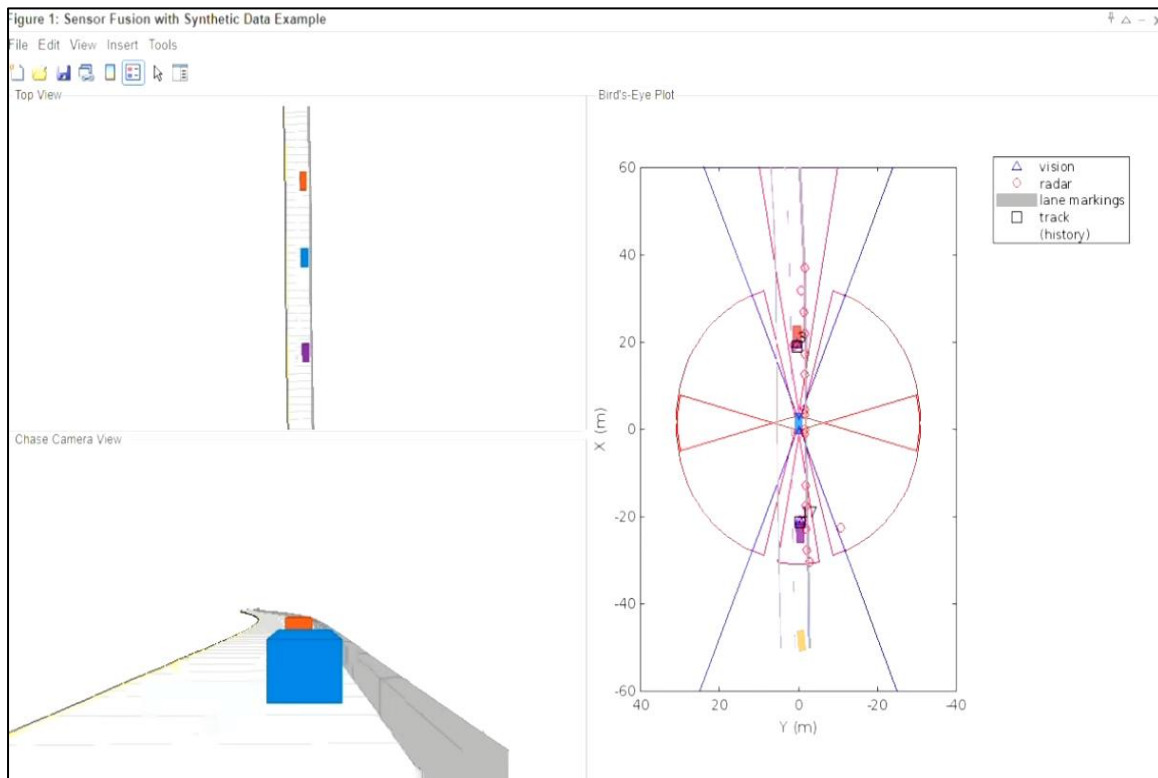 Figure 1: Sensor Fusion with Synthetic Data Example
File Edit View Insert Tools
Top View
Chase Camera View
Bird's-Eye Plot
60
40
20
0
-20
-40
-60
X (m)
40 20 0 -20 -40
Y (m)
vision
radar
lane markings
track
(history)